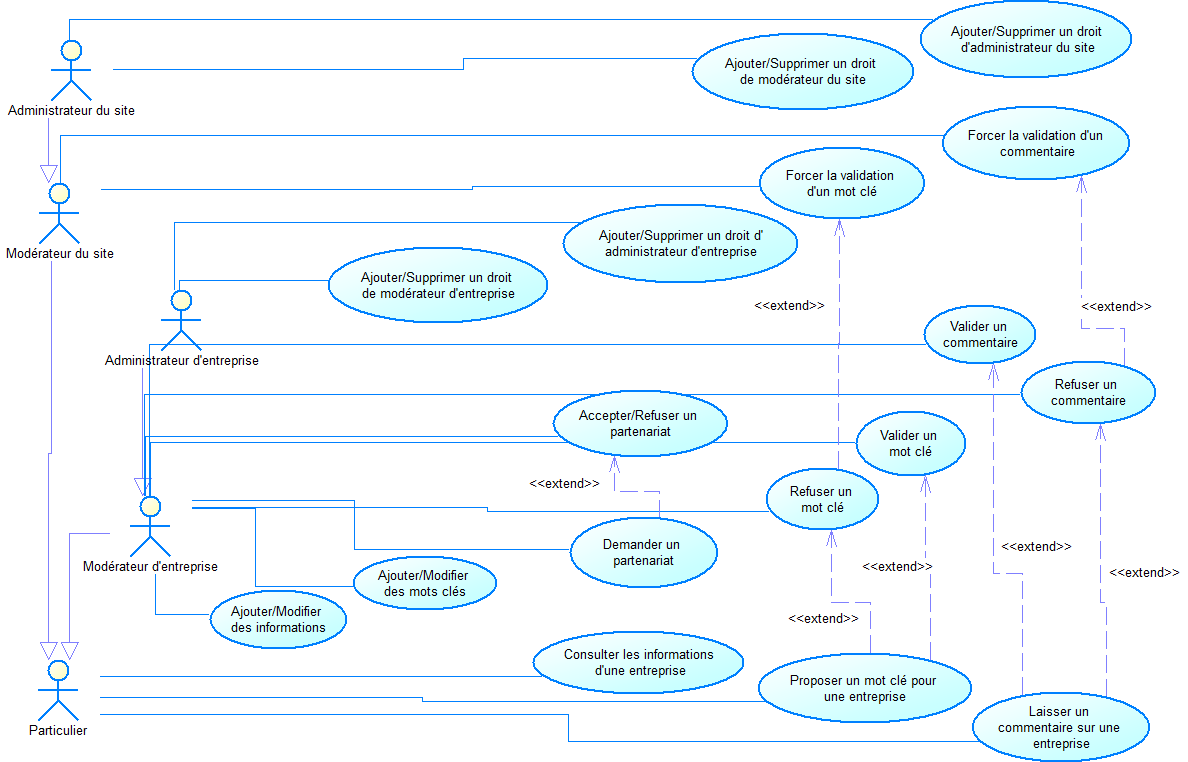 Ajouter/Supprimer un droit
d'administrateur du site
Ajouter/Supprimer un droit
de modérateur du site
Administrateur du site
Forcer la validation d'un
commentaire
Forcer la validation
d'un mot clé
Modérateur du site
Ajouter/Supprimer un droit d'
administrateur d'entreprise
Ajouter/Supprimer un droit
de modérateur d'entreprise
<<extend>>
<<extend>>
Valider un
commentaire
Administrateur d'entreprise
Refuser un
commentaire
Accepter/Refuser un
partenariat
Valider un
mot clé
<<extend>>
Refuser un
mot clé
Demander un
partenariat
<<extend>>
Modérateur d'entreprise
<<extend>>
<<extend>>
Ajouter/Modifier
des mots clés
Ajouter/Modifier
des informations
<<extend>>
Consulter les informations
d'une entreprise
Proposer un mot clé pour
une entreprise
Particulier
Laisser un
commentaire sur une
entreprise